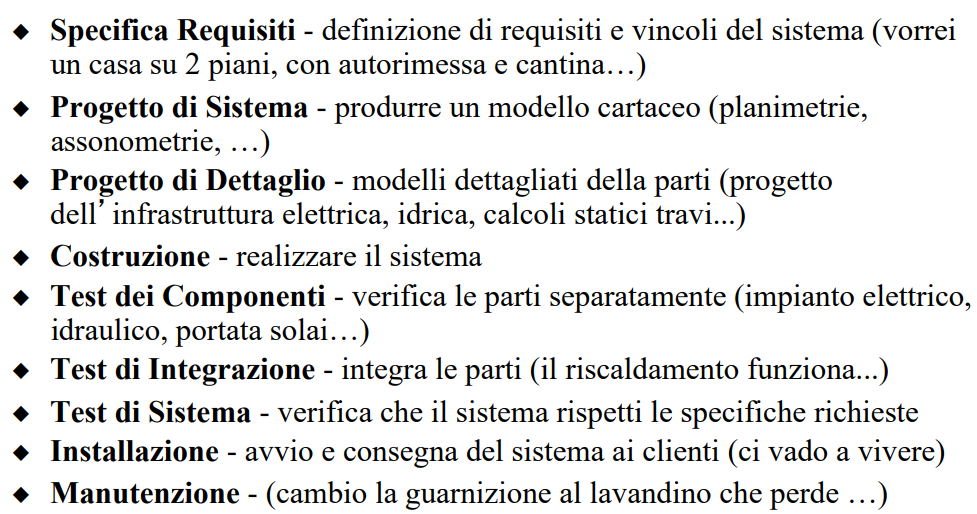 ◆ Specifica Requisiti - definizione di requisiti e vincoli del sistema (vorrei
un casa su 2 piani, con autorimessa e cantina…)
◆ Progetto di Sistema - produrre un modello cartaceo (planimetrie,
assonometrie, …)
◆ Progetto di Dettaglio - modelli dettagliati della parti (progetto
dell’ infrastruttura elettrica, idrica, calcoli statici travi...)
◆ Costruzione - realizzare il sistema
◆ Test dei Componenti - verifica le parti separatamente (impianto elettrico,
idraulico, portata solai…)
◆ Test di Integrazione - integra le parti (il riscaldamento funziona...)
◆ Test di Sistema - verifica che il sistema rispetti le specifiche richieste
◆ Installazione - avvio e consegna del sistema ai clienti (ci vado a vivere)
◆ Manutenzione - (cambio la guarnizione al lavandino che perde …)